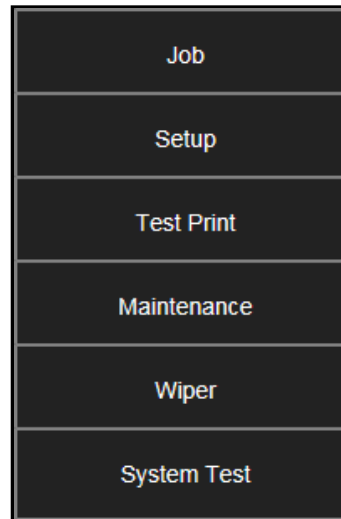 Job
Setup
Test Print
Maintenance
Wiper
System Test